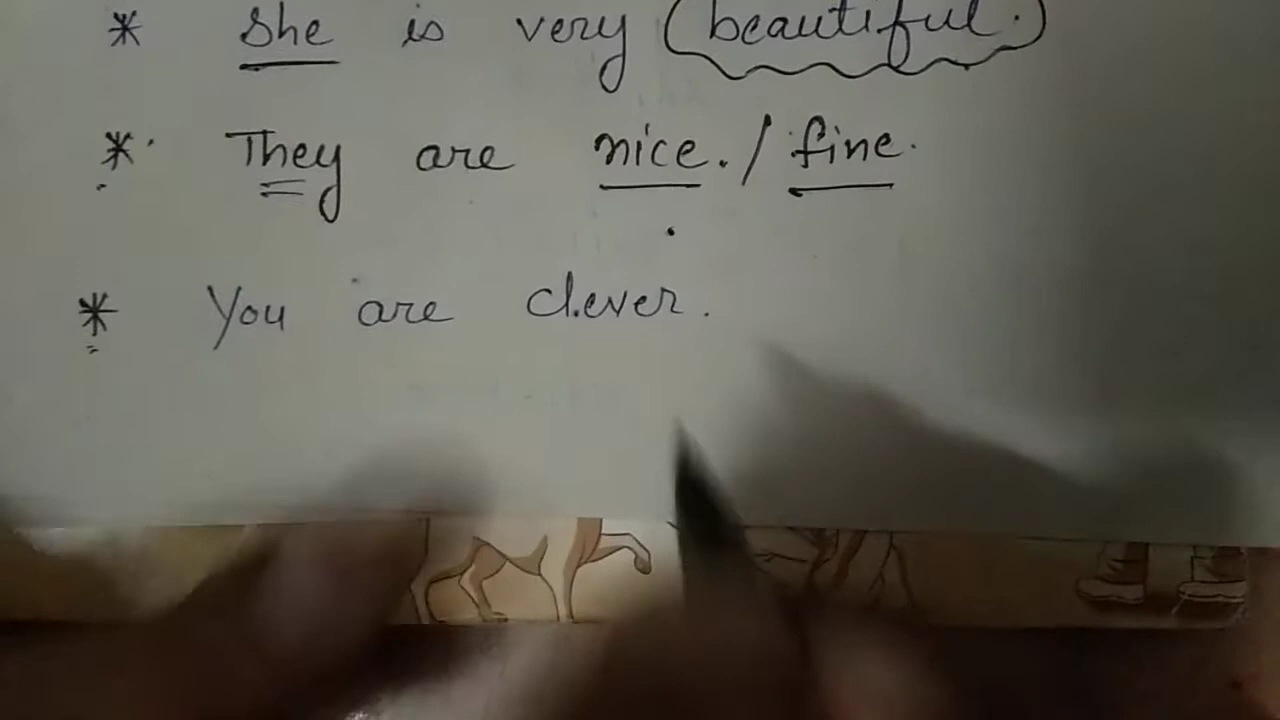 * She is very (beautiful.)
* They are nice. / fine.
* You are clever.